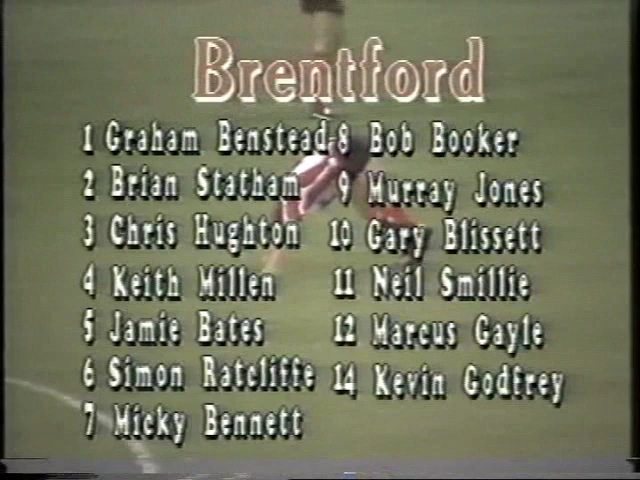 Brentford
1 Graham Benstead
2 Brian Statham
3 Chris Hughton
4 Keith Millen
5 Jamie Bates
6 Simon Ratcliffe
7 Micky Bennett
8 Bob Booker
9 Murray Jones
10 Gary Blissett
11 Neil Smillie
12 Marcus Gayle
14 Kevin Godfrey